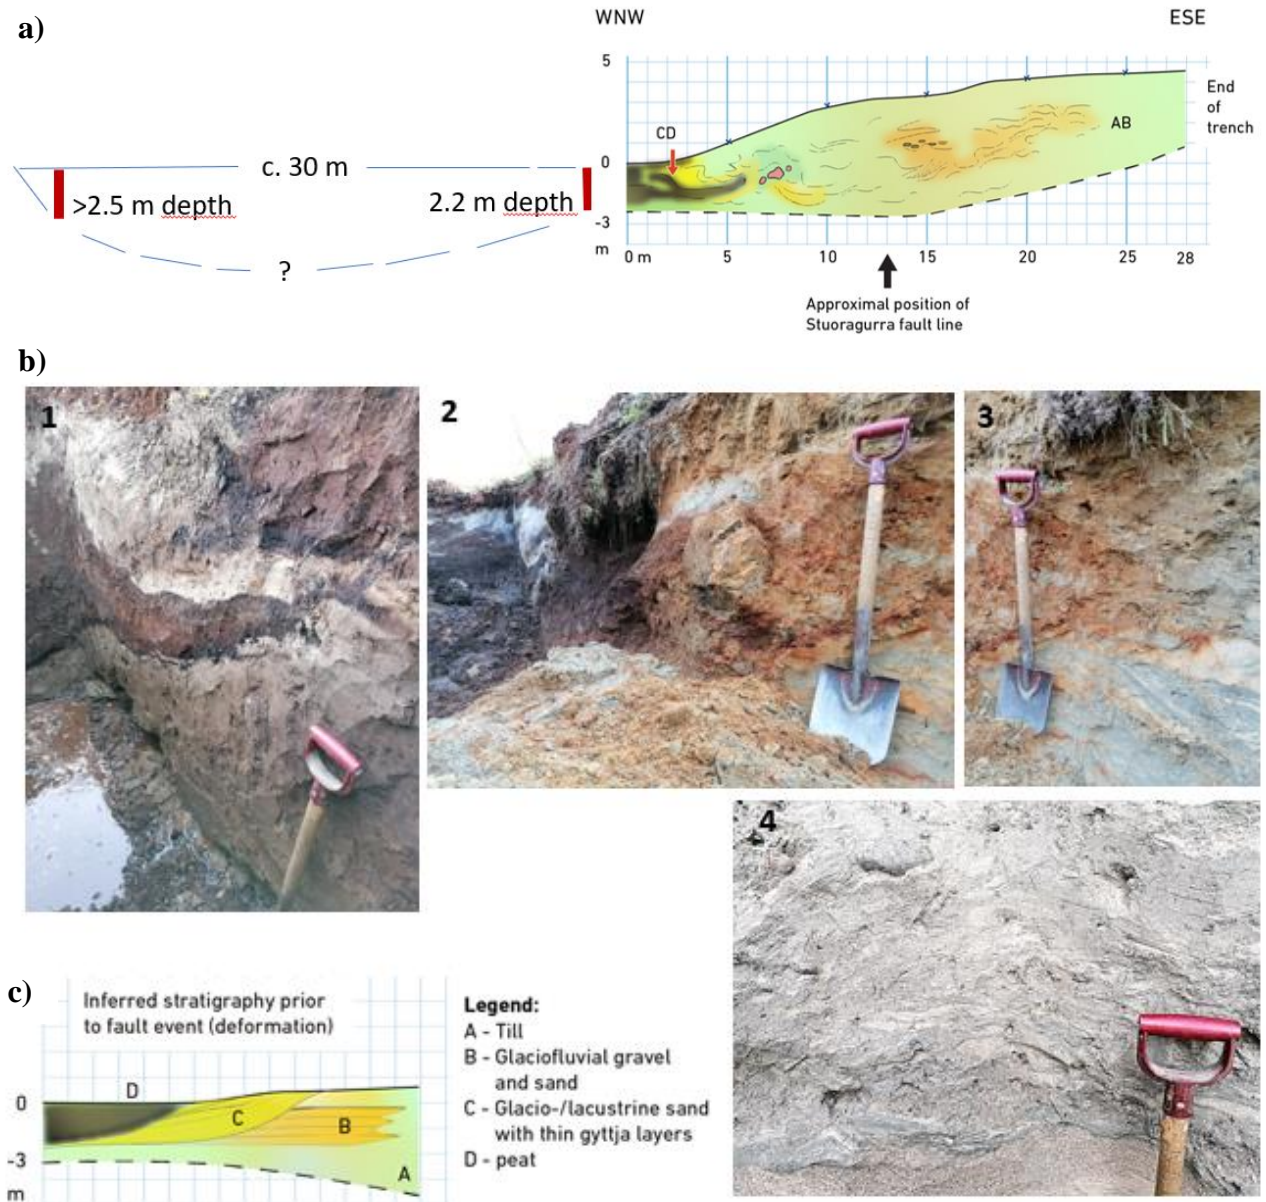 a)
WNW
ESE
5
0
-3
m
CD
AB
End
of
trench
c. 30 m
>2.5 m depth
2.2 m depth
?
0 m
5
10
15
20
25
28
Approximal position of
Stuoragurra fault line
b)
1
2
3
4
c)
Inferred stratigraphy prior
to fault event (deformation)
D
0
C
B
-3
A
m
Legend:
A - Till
B - Glaciofluvial gravel
and sand
C - Glacio-/lacustrine sand
with thin gyttja layers
D - peat